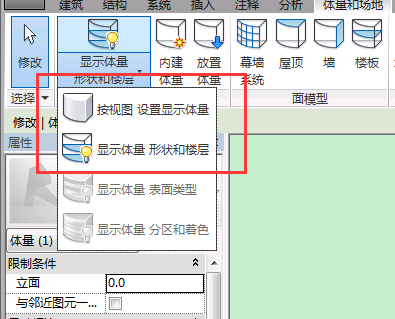 建筑 结构 系统 插入 注释 分析 体量和场地
修改 显示体量 形状和楼层 内建 体量 放置 体量 幕墙 系统 屋顶 墙 楼板
选择 面模型
按视图 设置显示体量
修改 | 体
显示体量 形状和楼层
属性
显示体量 表面类型
显示体量 分区和着色
体量 (1)
限制条件
立面 0.0
与邻近图元一...